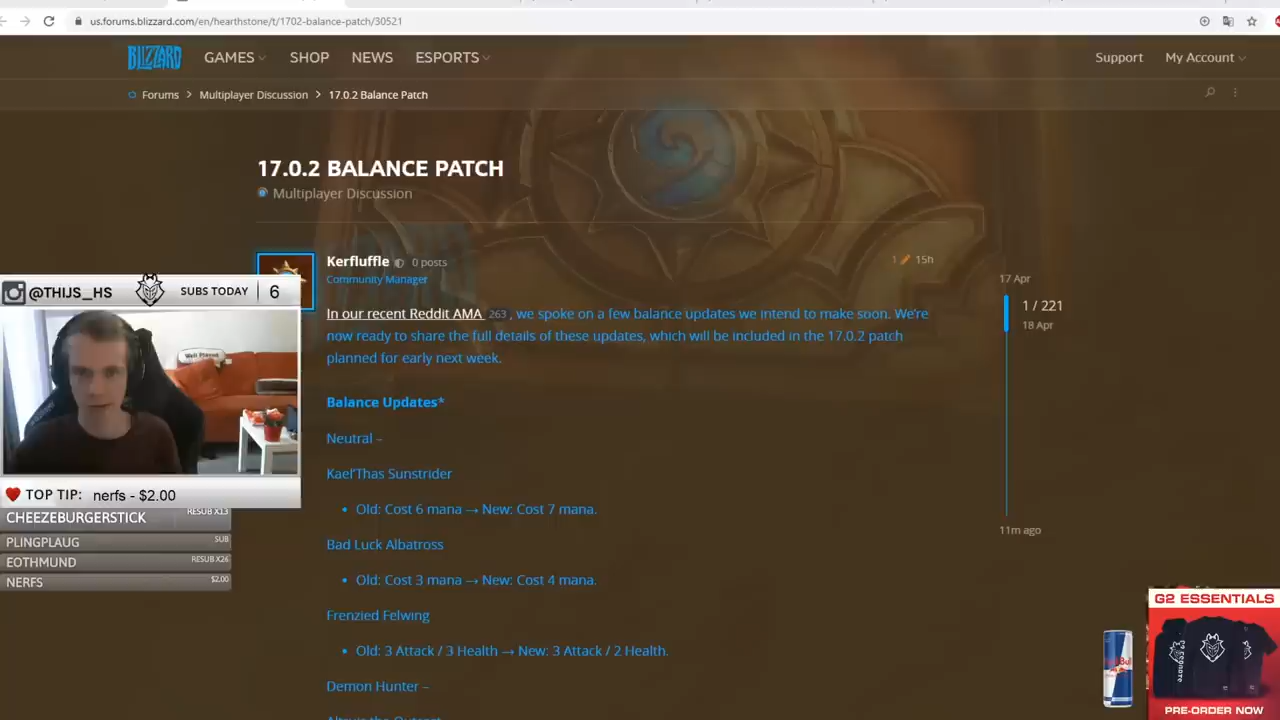 us.forums.blizzard.com/en/hearthstone/t/1702-balance-patch/30521
BLIZZARD
GAMES
SHOP
NEWS
ESPORTS
Support
My Account
Forums > Multiplayer Discussion > 17.0.2 Balance Patch
17.0.2 BALANCE PATCH
Multiplayer Discussion
Kerfluffle 0 posts
1 15h
Community Manager
In our recent Reddit AMA 263 , we spoke on a few balance updates we intend to make soon. We're
now ready to share the full details of these updates, which will be included in the 17.0.2 patch
planned for early next week.
Balance Updates*
Neutral –
Kael'Thas Sunstrider
• Old: Cost 6 mana → New: Cost 7 mana.
Bad Luck Albatross
• Old: Cost 3 mana → New: Cost 4 mana.
Frenzied Felwing
• Old: 3 Attack / 3 Health → New: 3 Attack / 2 Health.
Demon Hunter –
17 Apr
1 / 221
18 Apr
11m ago
@THIJS_HS
SUBS TODAY 6
Well Played
TOP TIP: nerfs - $2.00
CHEEZEBURGERSTICK RESUB X13
PLINGPLAUG SUB
EOTHMUND RESUB X26
NERFS $2,00
G2 ESSENTIALS
Red Bull
PRE-ORDER NOW